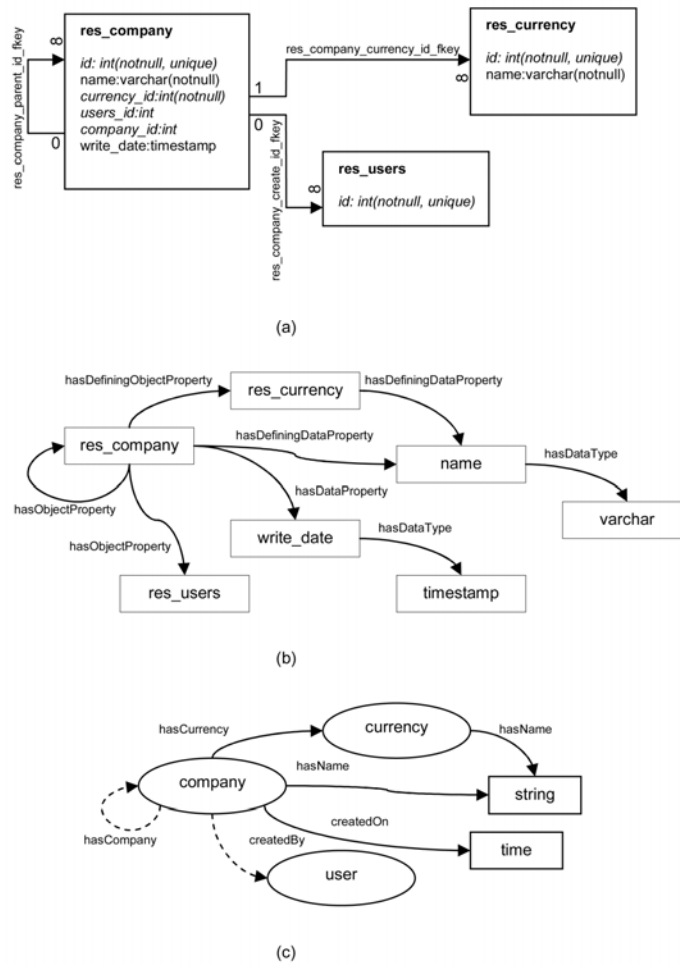 res_company
id: int(notnull, unique)
name:varchar(notnull)
currency_id:int(notnull)
users_id:int
company_id:int
write_date:timestamp
res_company_parent_id_fkey
8
0
1
0
res_company_currency_id_fkey
8
res_currency
id: int(notnull, unique)
name:varchar(notnull)
res_company_create_id_fkey
8
res_users
id: int(notnull, unique)
(a)
hasDefiningObjectProperty
res_currency
hasDefiningDataProperty
res_company
hasDefiningDataProperty
name
hasDataType
varchar
hasObjectProperty
hasDataProperty
hasObjectProperty
write_date
hasDataType
res_users
timestamp
(b)
hasCurrency
currency
hasName
company
hasName
string
hasCompany
createdOn
createdBy
time
user
(c)